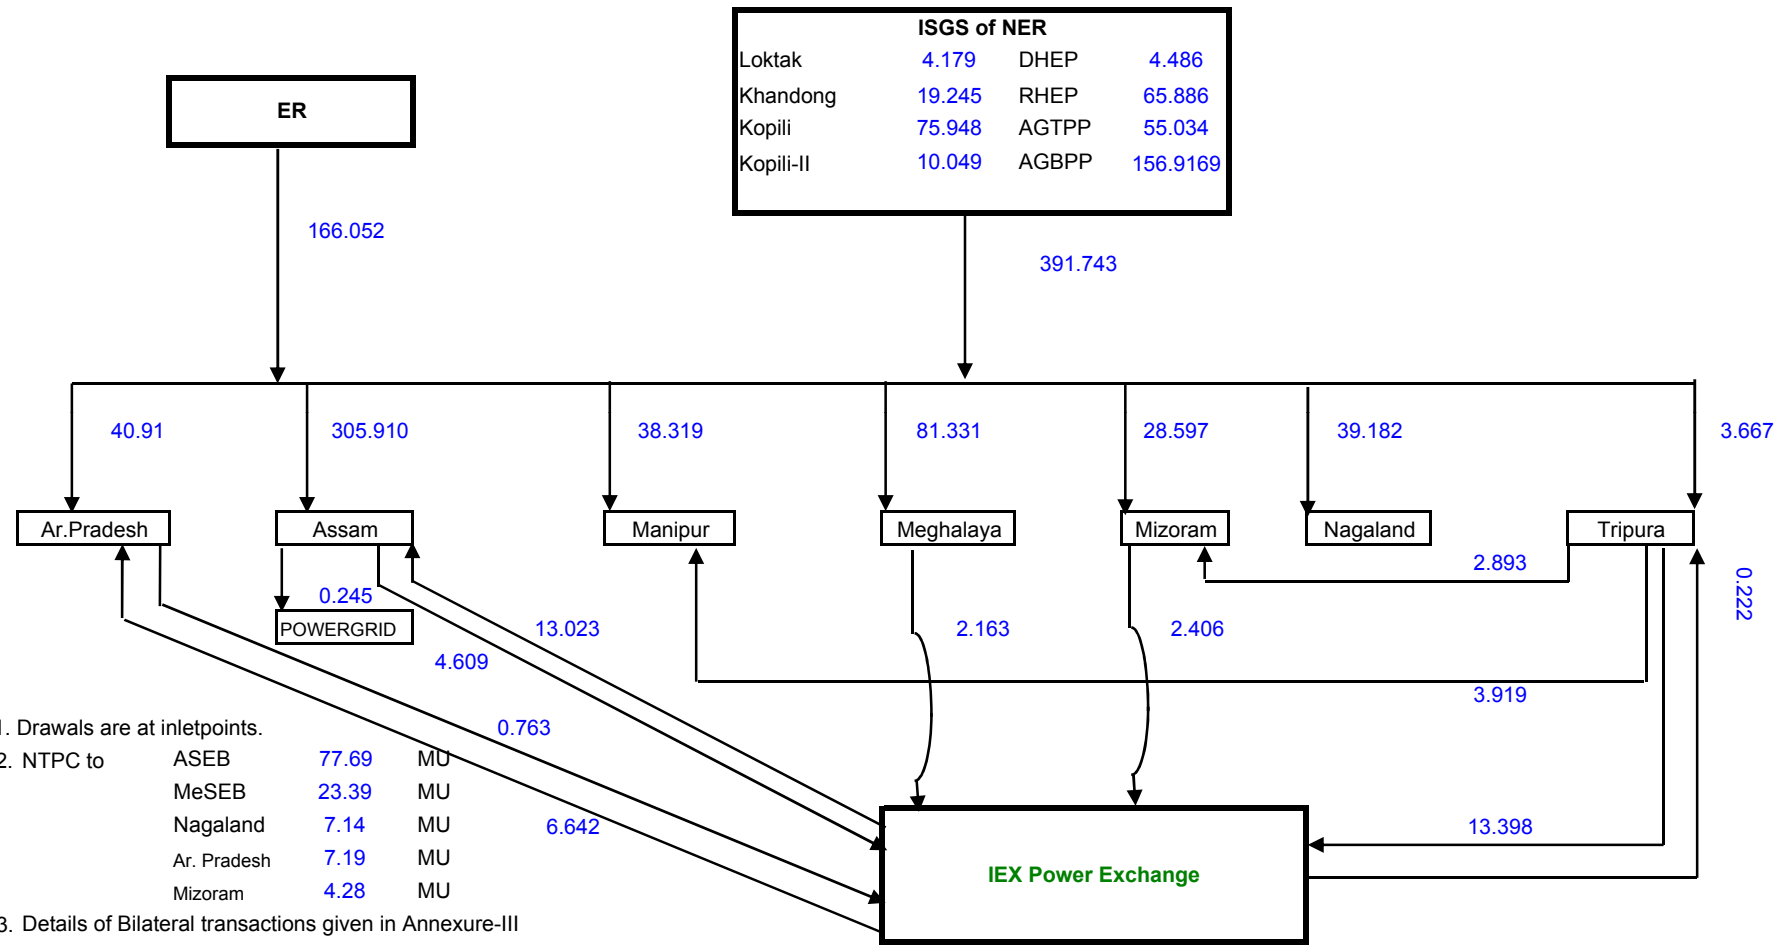 ISGS of NER
Loktak 4.179 DHEP 4.486
ER
Khandong 19.245 RHEP 65.886
Kopili 75.948 AGTPP 55.034
Kopili-II 10.049 AGBPP 156.9169
166.052
391.743
40.91 305.910 38.319 81.331 28.597 39.182 3.667
Ar.Pradesh Assam Manipur Meghalaya Mizoram Nagaland Tripura
2.893
0.222
0.245
POWERGRID 13.023 2.163 2.406
4.609
3.919
1. Drawals are at inletpoints. 0.763
2. NTPC to ASEB 77.69 MU
MeSEB 23.39 MU
Nagaland 7.14 MU 6.642 13.398
Ar. Pradesh 7.19 MU
IEX Power Exchange
Mizoram 4.28 MU
3. Details of Bilateral transactions given in Annexure-III